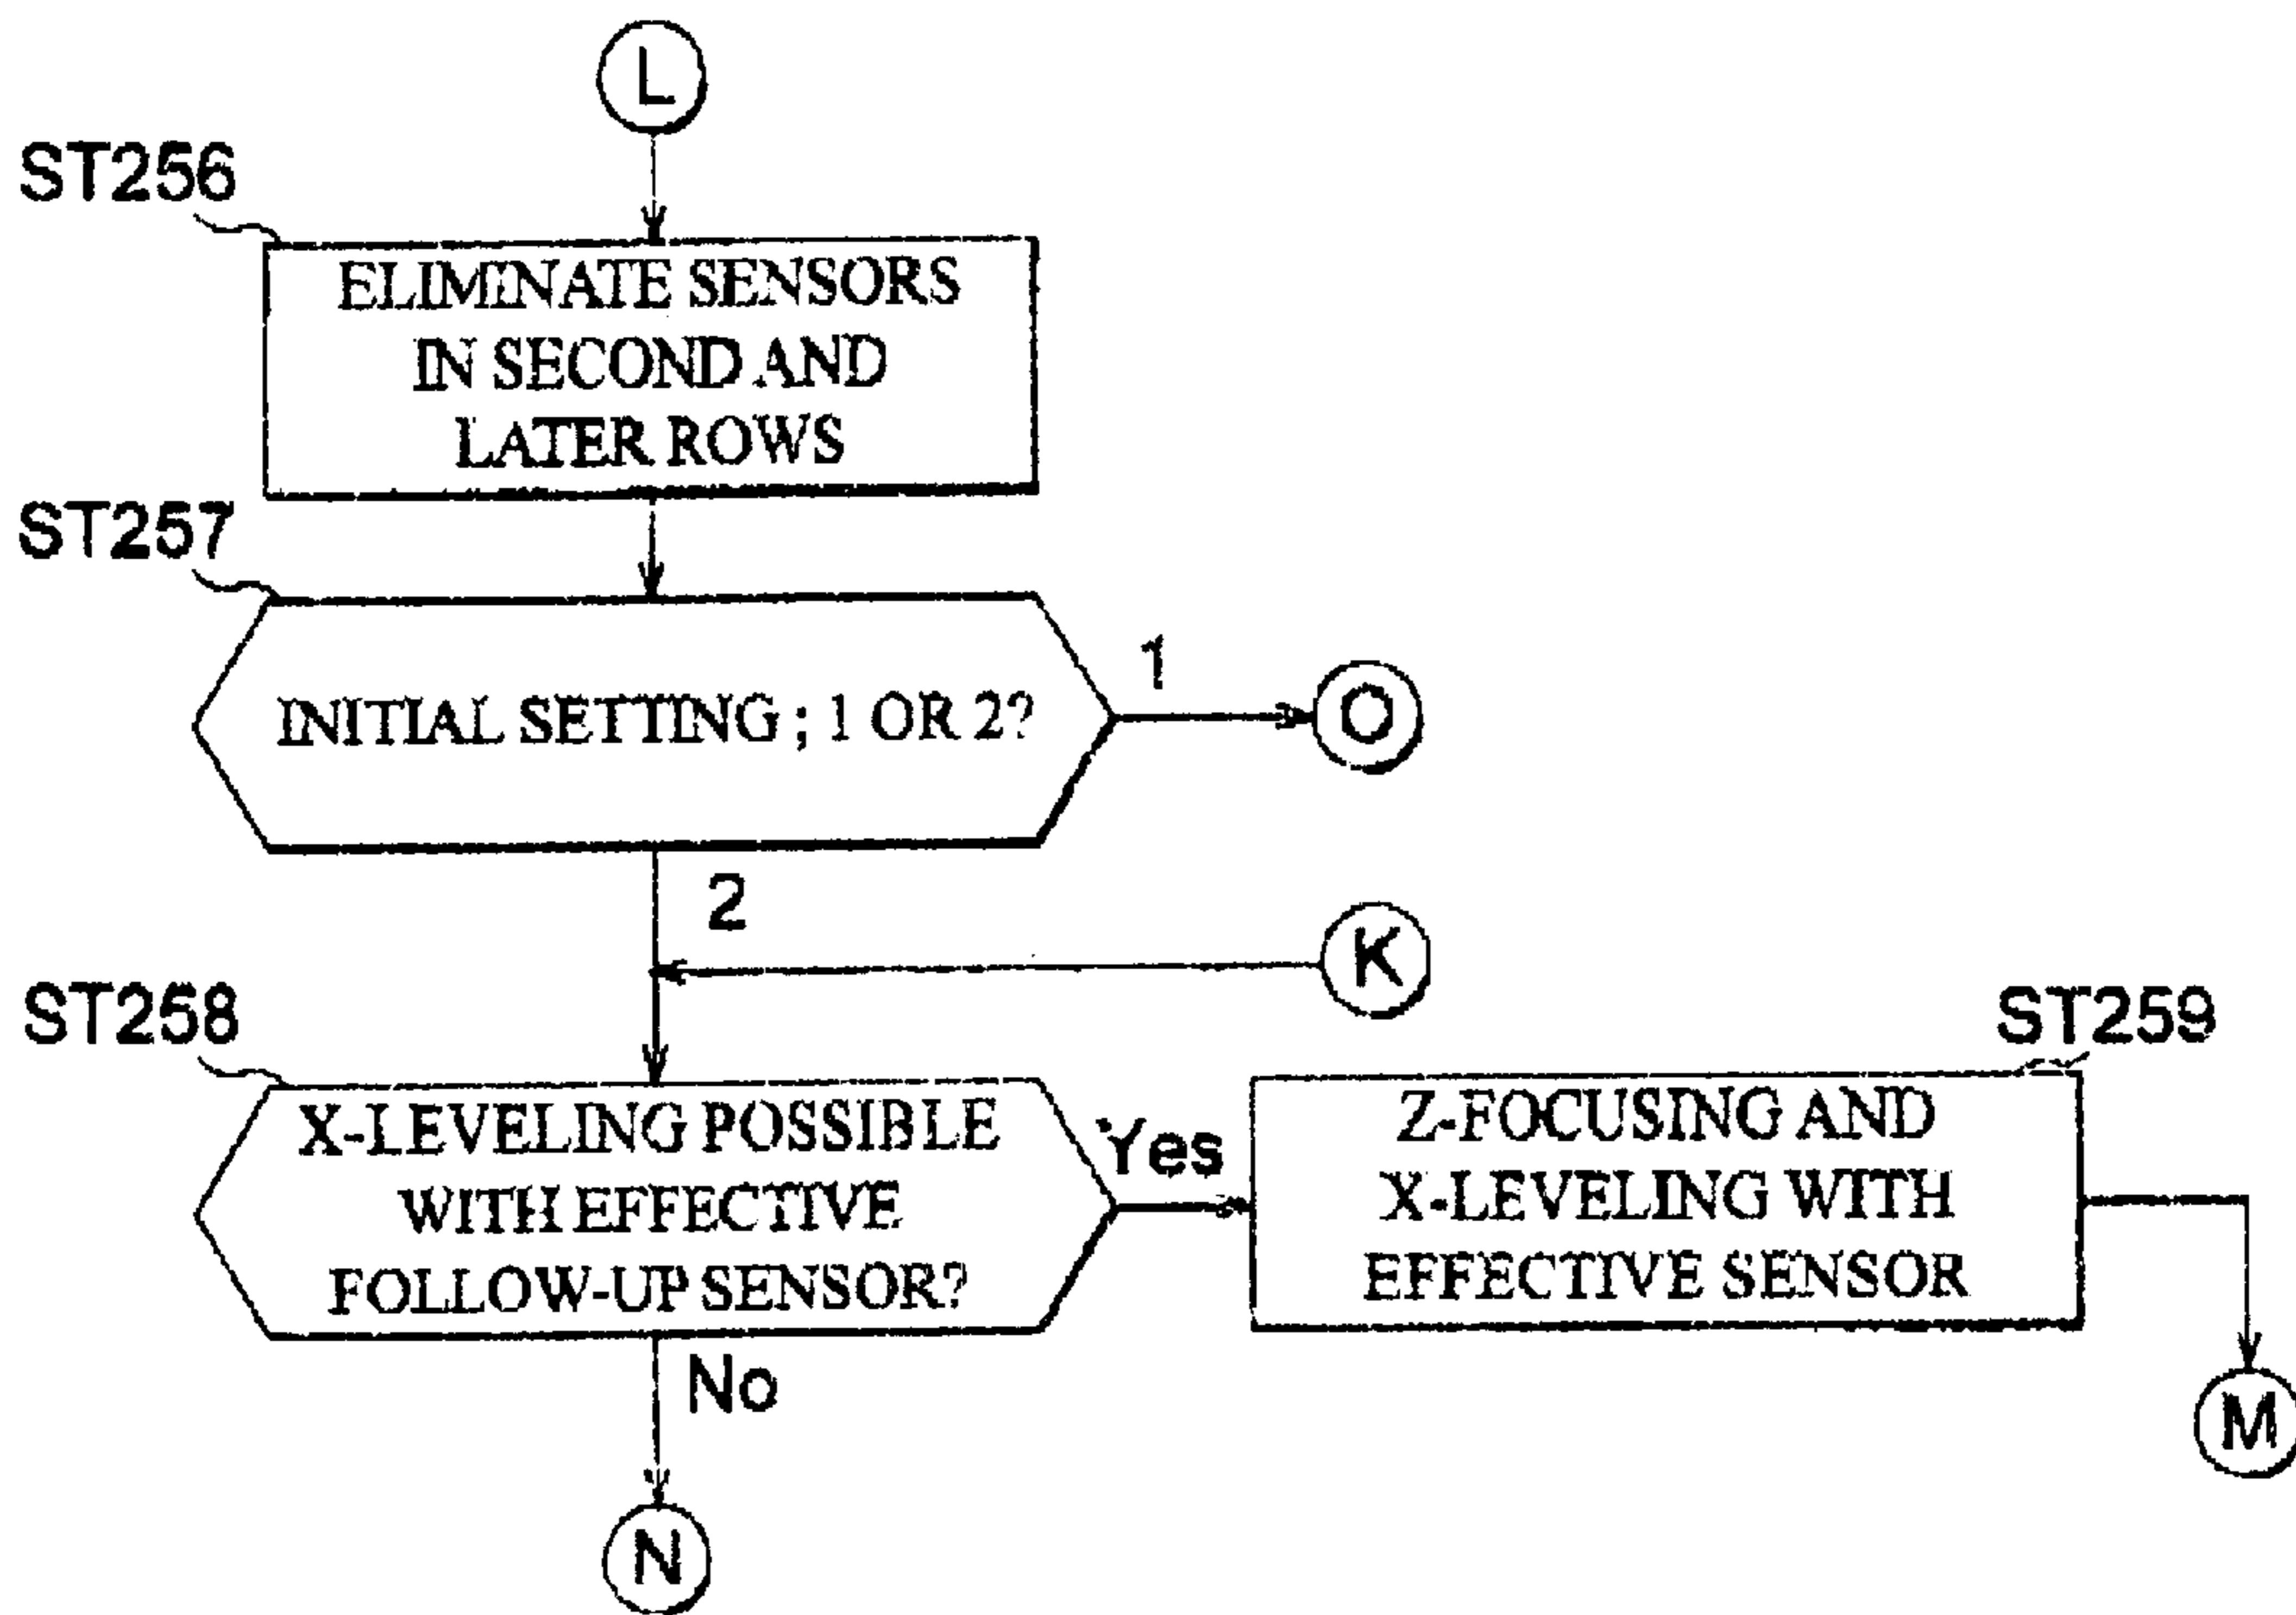 L
ST256
ELIMINATE SENSORS
IN SECOND AND
LATER ROWS
ST257
INITIAL SETTING ; 1 OR 2?
1
O
2
K
ST258
X-LEVELING POSSIBLE
WITH EFFECTIVE
FOLLOW-UP SENSOR?
Yes
ST259
Z-FOCUSING AND
X-LEVELING WITH
EFFECTIVE SENSOR
M
No
N